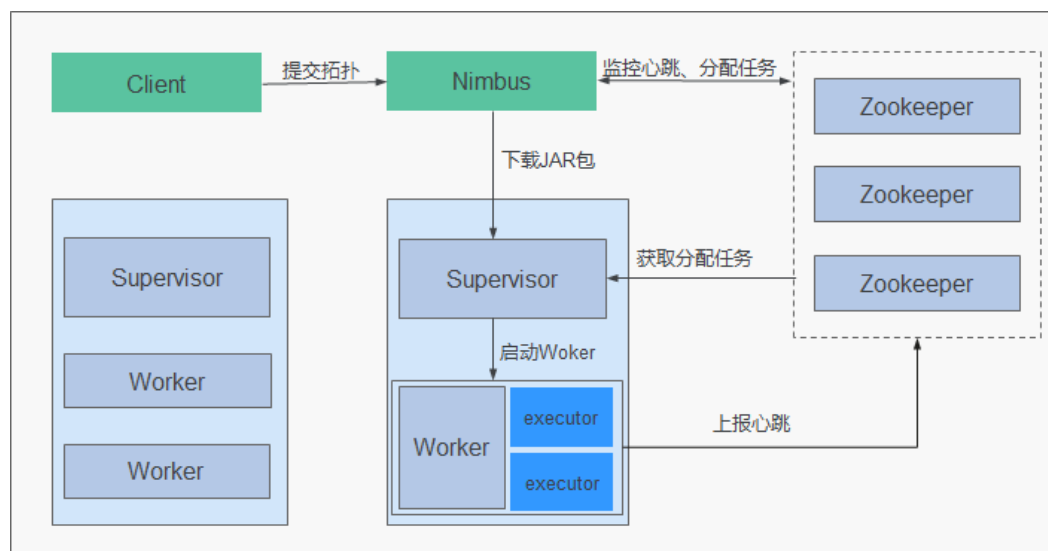 Client
提交拓扑
Nimbus
监控心跳、分配任务
Zookeeper
Zookeeper
Zookeeper
下载JAR包
Supervisor
Worker
Worker
Supervisor
获取分配任务
启动Woker
Worker
executor
executor
上报心跳